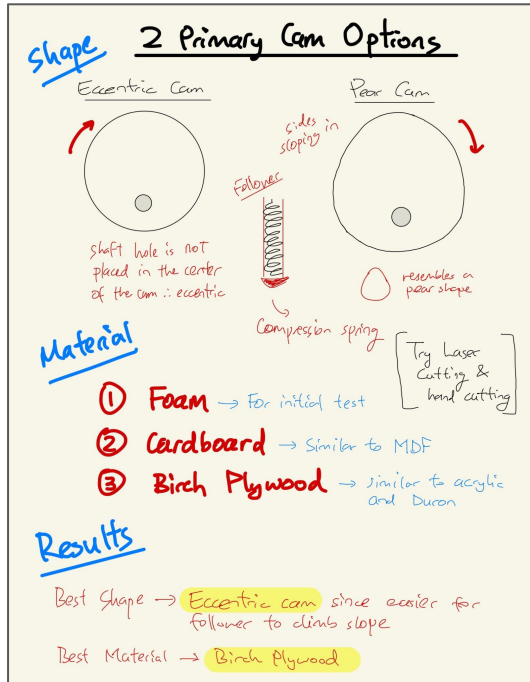 2 Primary Cam Options
Shape
Eccentric Cam
Pear Cam
sides in
sloping
Follower
shaft hole is not
placed in the center
of the cam ∴ eccentric
resembles a
pear shape
Compression spring
Material
Try Laser
Cutting &
hand cutting
① Foam → For initial test
② Cardboard → Similar to MDF
③ Birch Plywood → similar to acrylic
and Duron
Results
Best Shape → Eccentric cam since easier for
follower to climb slope
Best Material → Birch Plywood